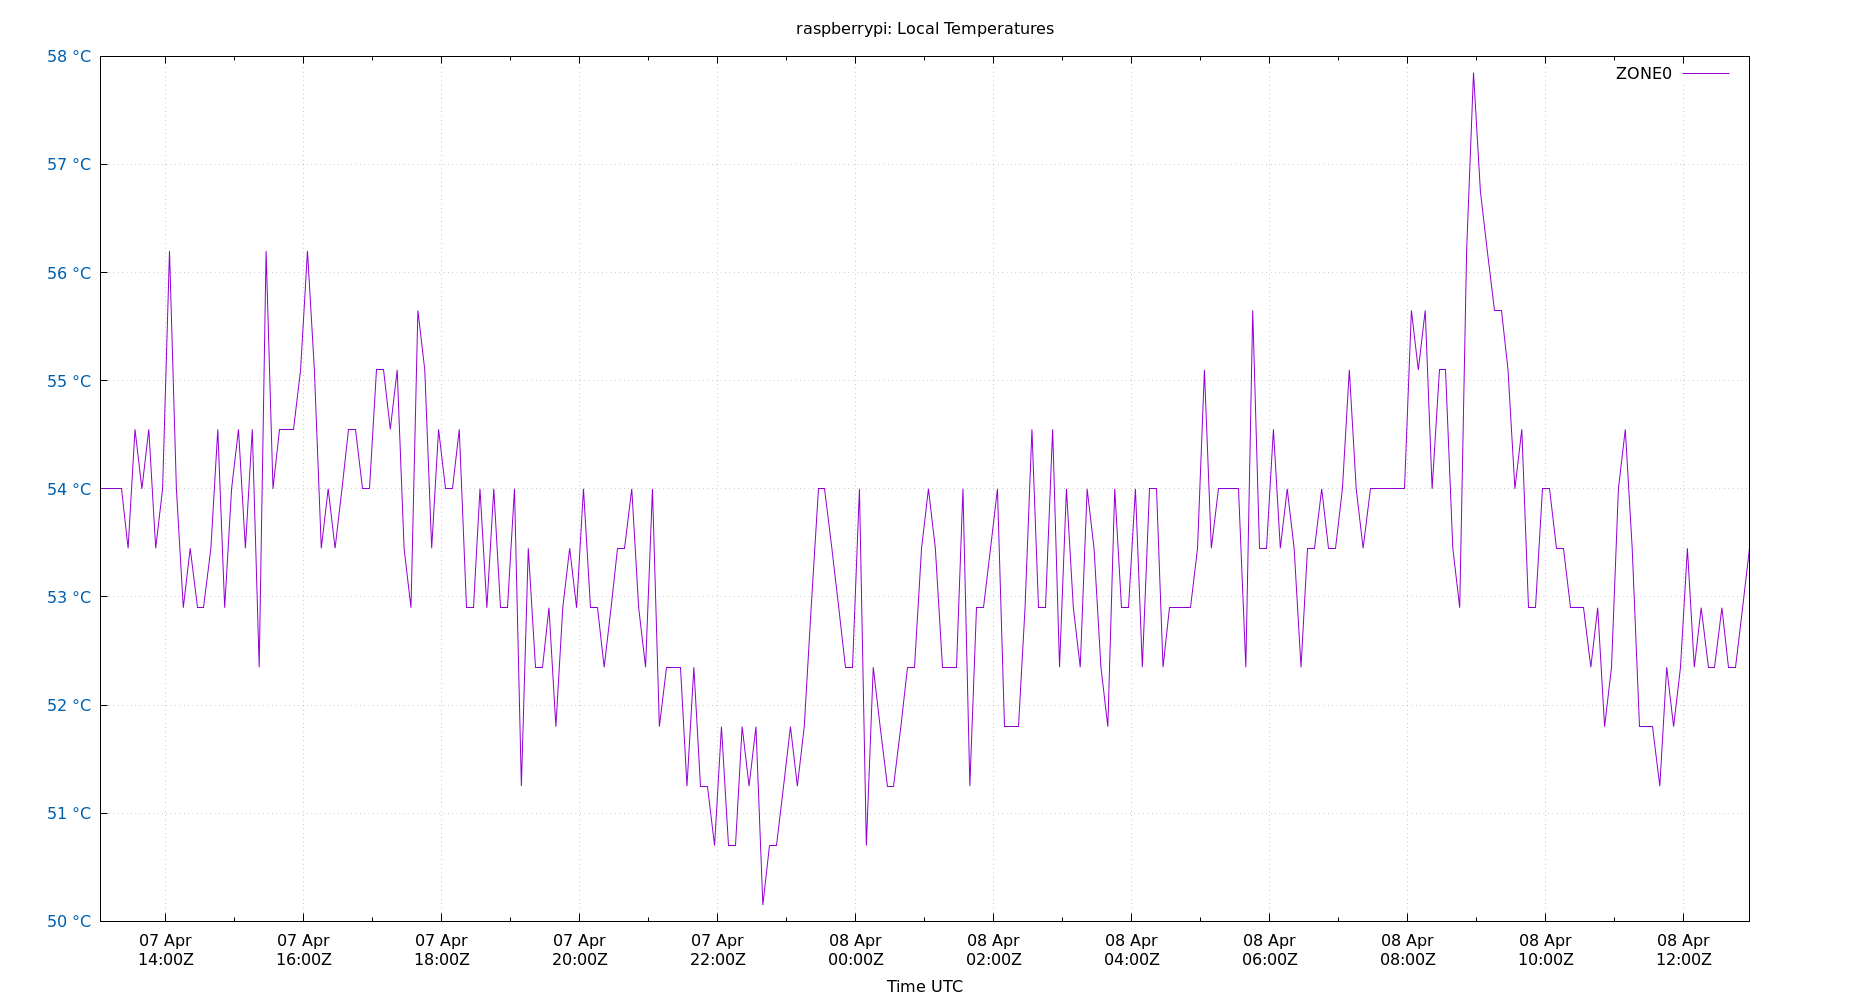 raspberrypi: Local Temperatures
58 °C
ZONE0
57 °C
56 °C
55 °C
54 °C
53 °C
52 °C
51 °C
50 °C
07 Apr 07 Apr 07 Apr 07 Apr 07 Apr 08 Apr 08 Apr 08 Apr 08 Apr 08 Apr 08 Apr 08 Apr
14:00Z 16:00Z 18:00Z 20:00Z 22:00Z 00:00Z 02:00Z 04:00Z 06:00Z 08:00Z 10:00Z 12:00Z
Time UTC